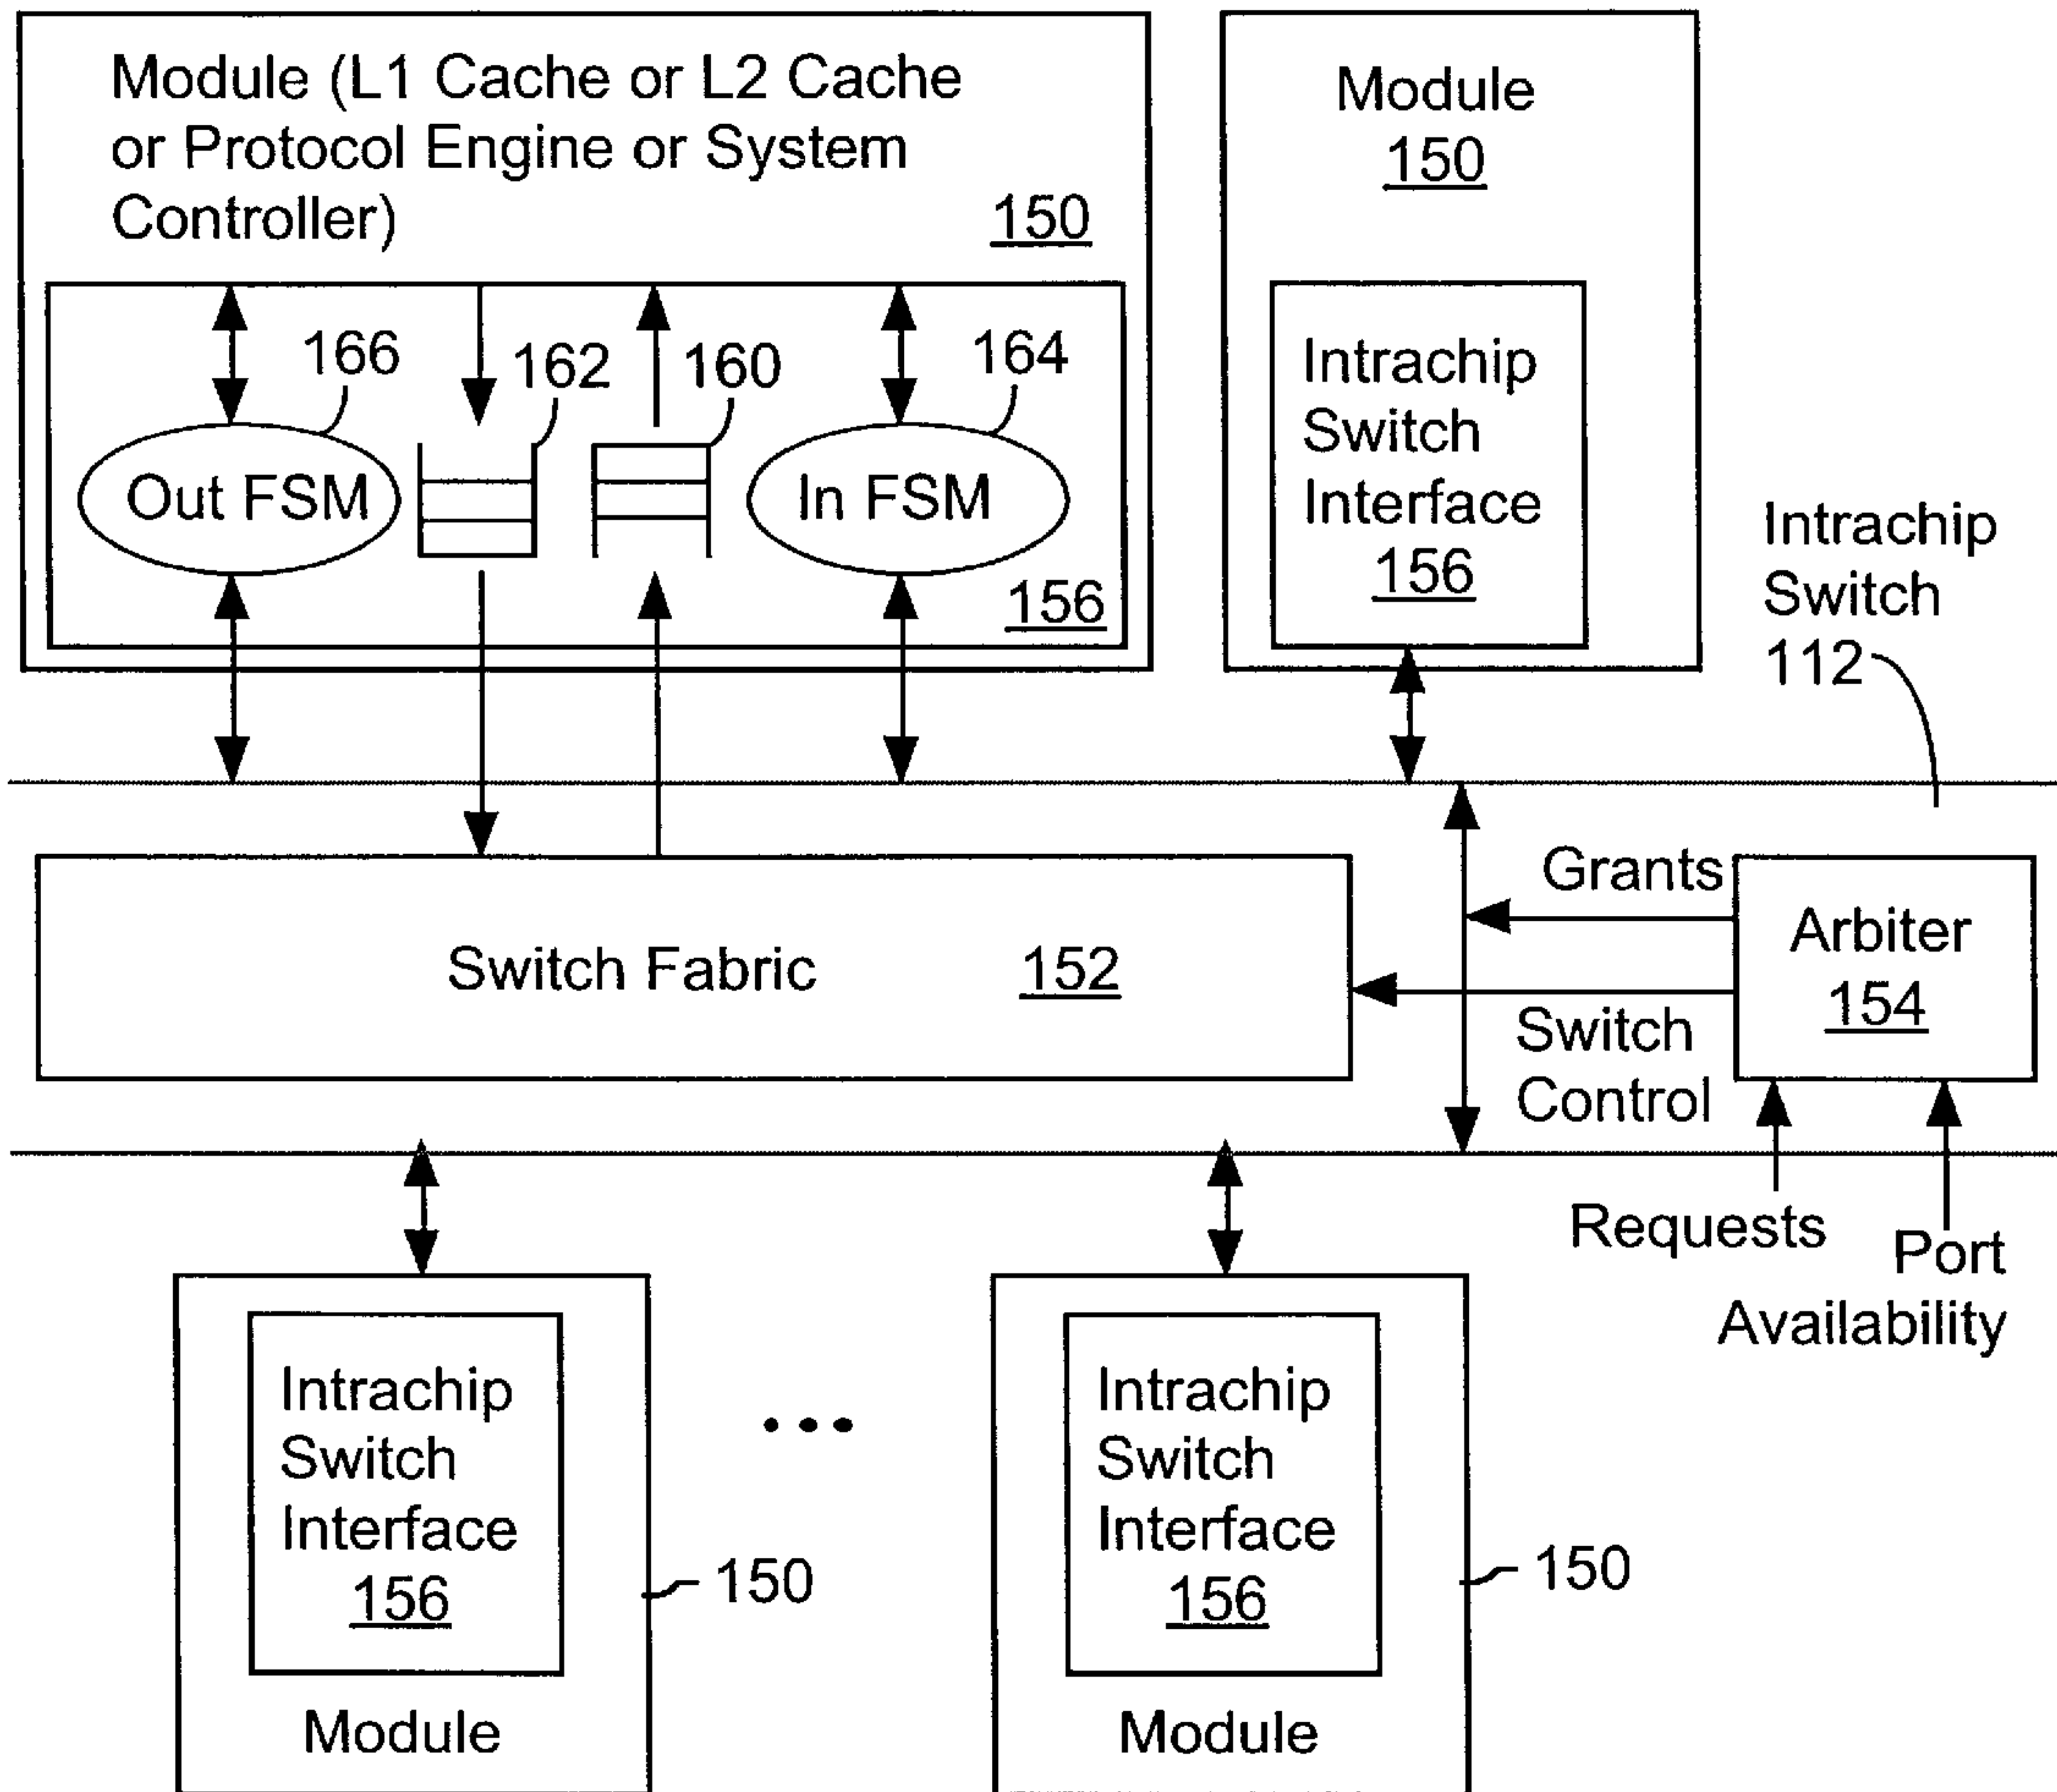 Module (L1 Cache or L2 Cache
or Protocol Engine or System
Controller)
150
166
162
160
164
Out FSM
In FSM
156
Module
150
Intrachip
Switch
Interface
156
Intrachip
Switch
112
Switch Fabric 152
Grants
Switch
Control
Arbiter
154
Requests
Port
Availability
Intrachip
Switch
Interface
156
Module
150
Intrachip
Switch
Interface
156
Module
150